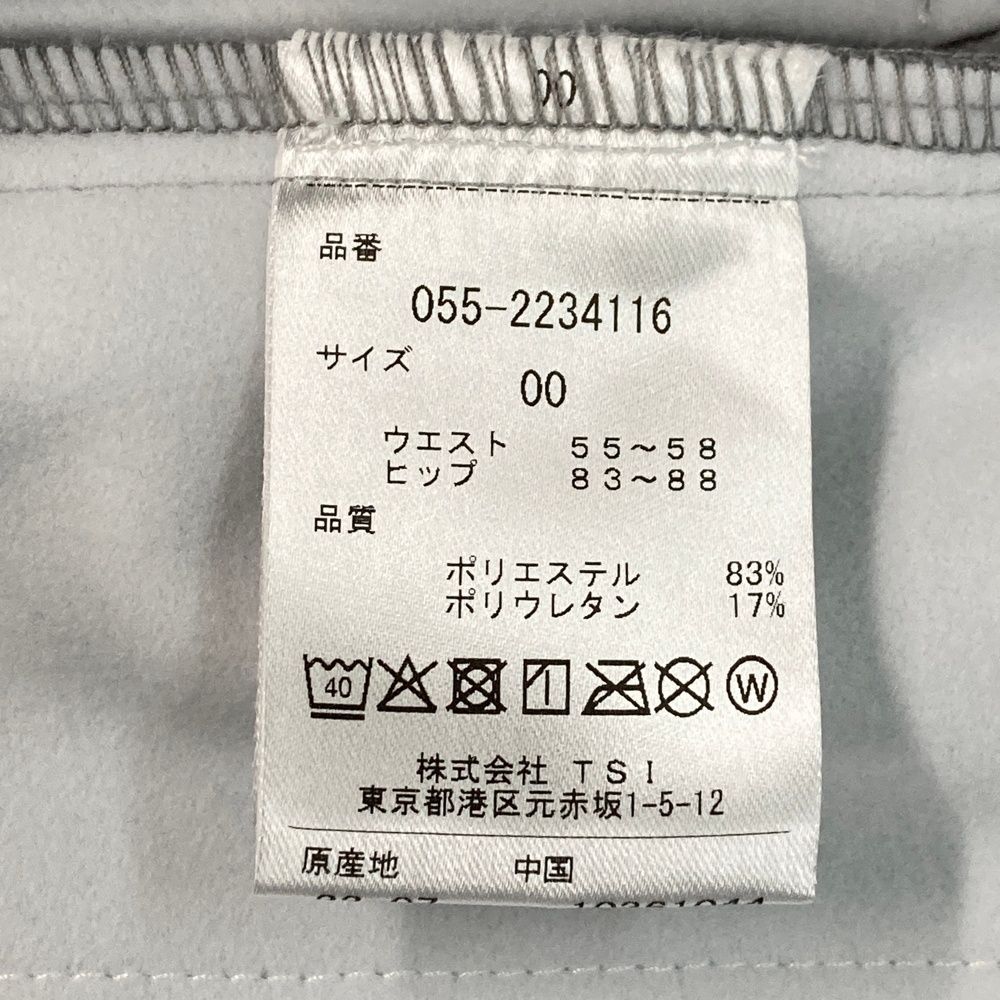 00
品番
055-2234116
サイズ
00
ウエスト 55～58
ヒップ 83～88
品質
ポリエステル 83%
ポリウレタン 17%
40
W
株式会社 TSI
東京都港区元赤坂1-5-12
原産地 中国